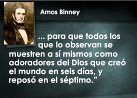 Amos Binney
... para que todos los
que lo observan se
muestren a sí mismos como
adoradores del Dios que creó
el mundo en seis días, y
reposó en el séptimo."